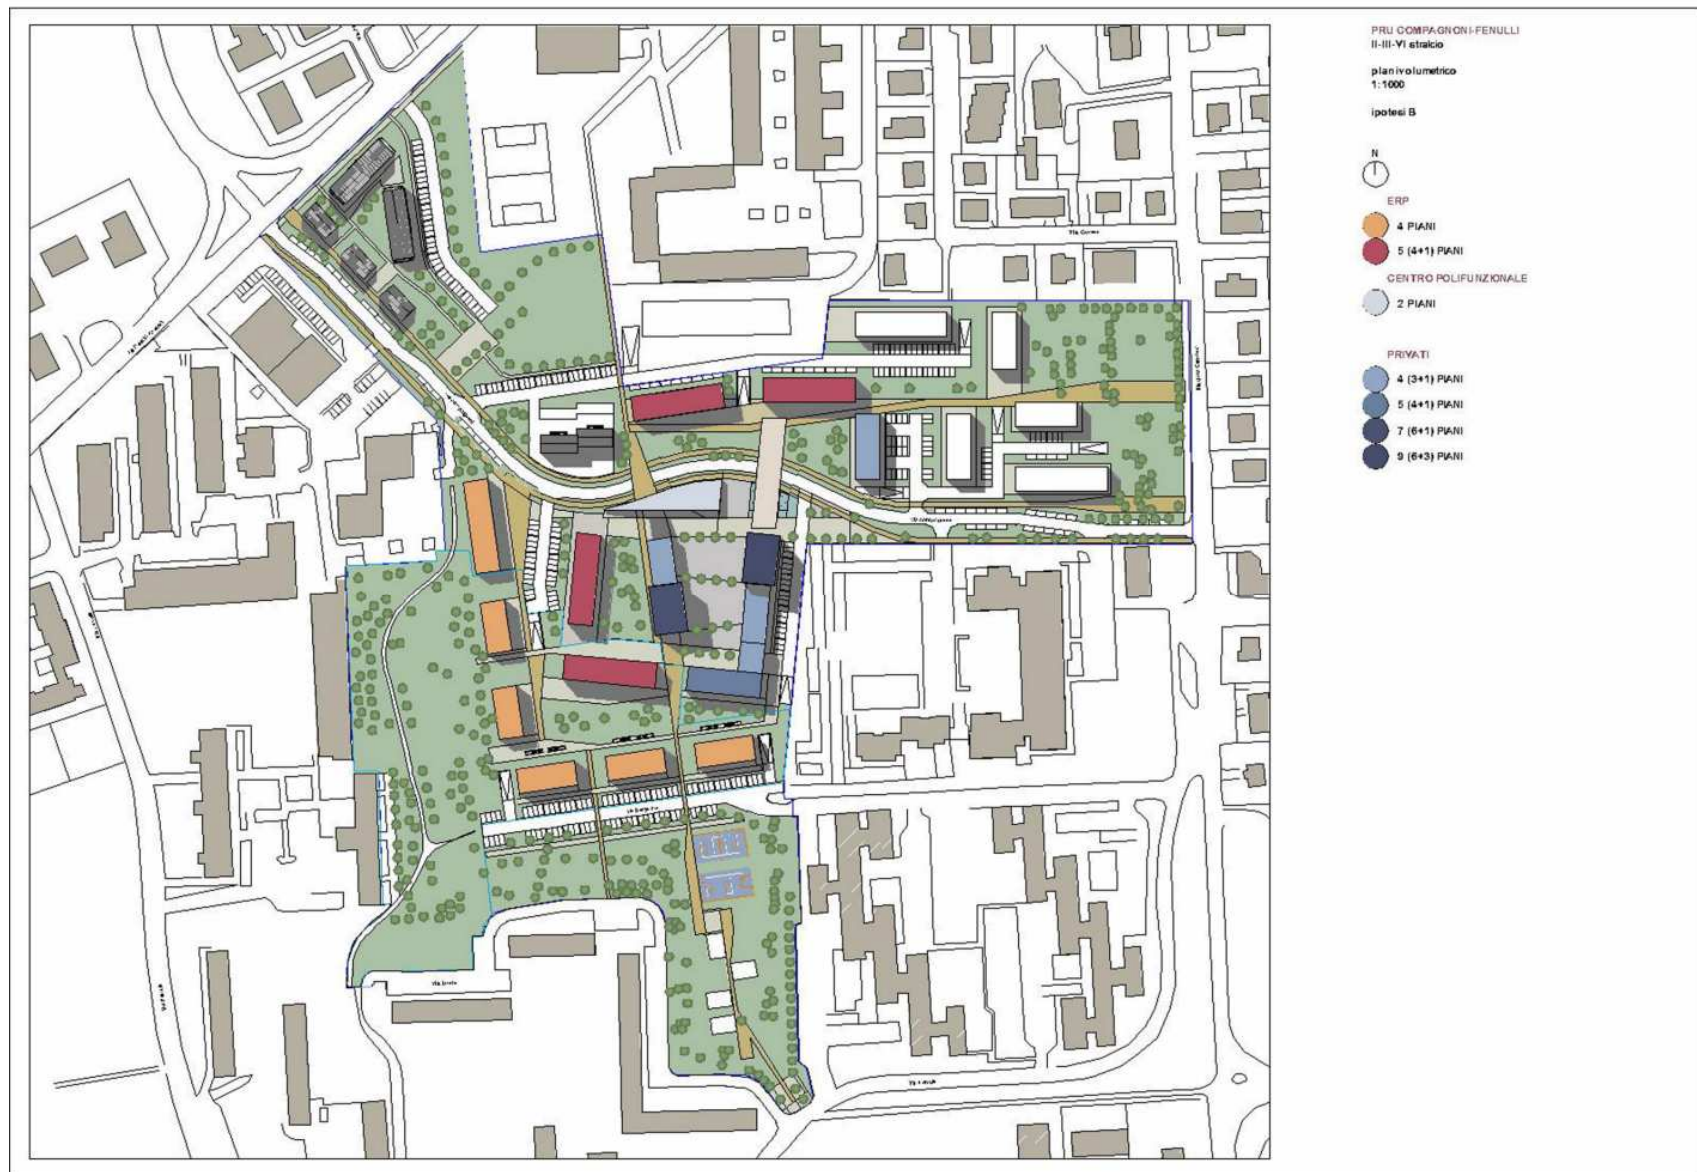 PRU COMPAGNONI-FENULLI
II-III-VI stralcio
planivolumetrico
1:1000
ipotesi B
N
ERP
4 PIANI
5 (4+1) PIANI
CENTRO POLIFUNZIONALE
2 PIANI
PRIVATI
4 (3+1) PIANI
5 (4+1) PIANI
7 (6+1) PIANI
9 (6+3) PIANI